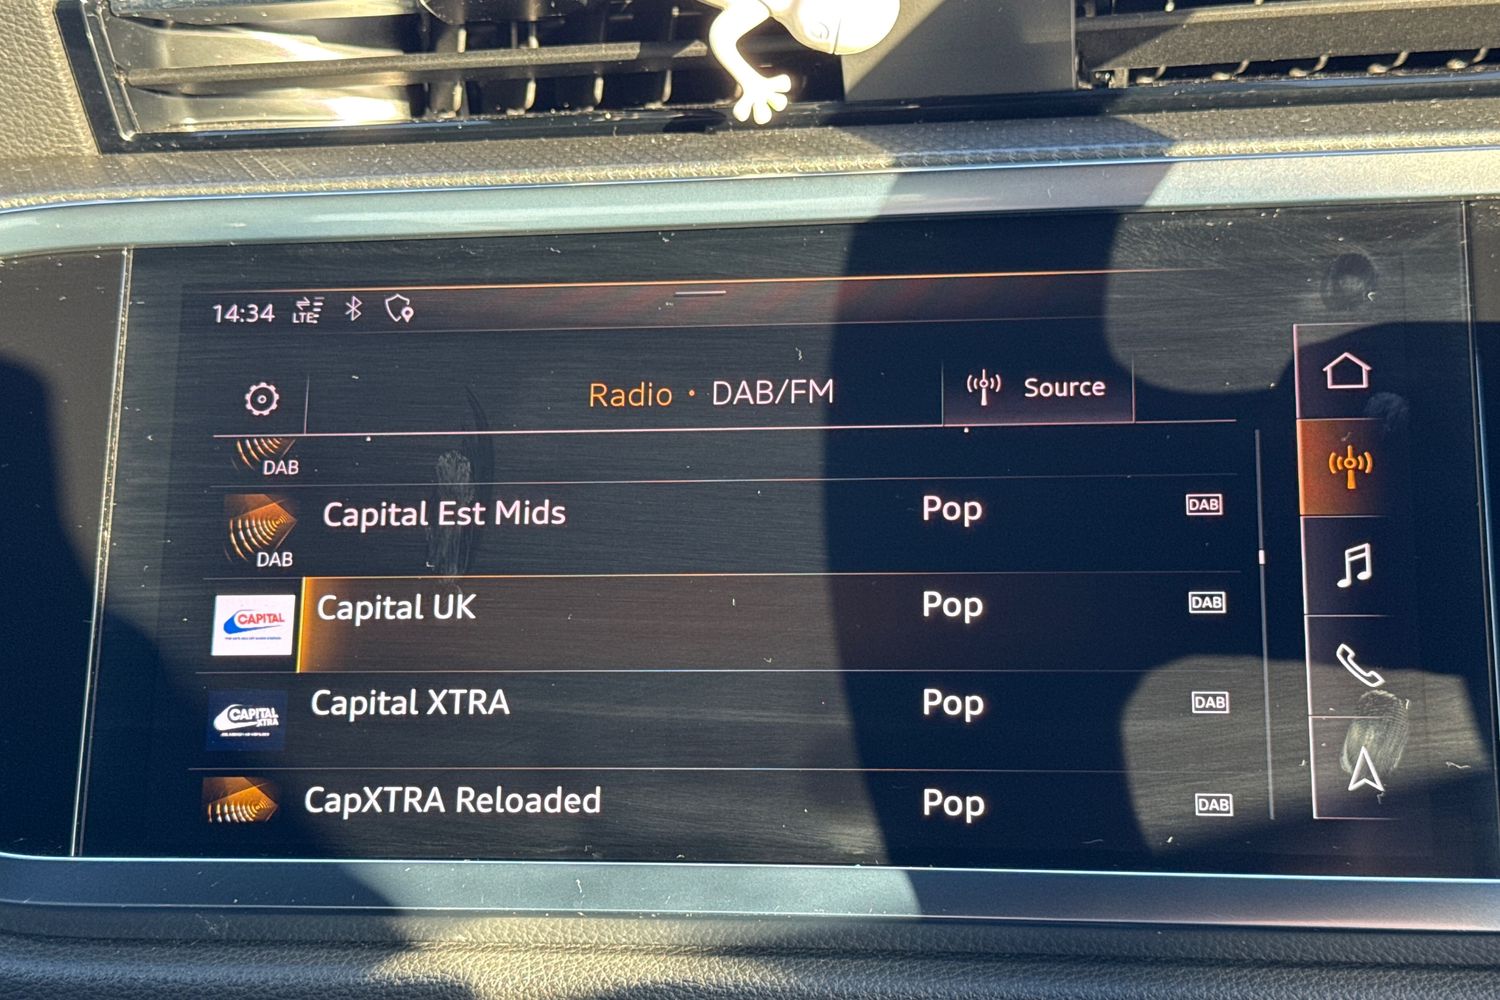 14:34 LTE
Radio • DAB/FM
Source
DAB
Capital Est Mids Pop DAB
DAB
Capital UK Pop DAB
CAPITAL
Capital XTRA Pop DAB
CAPITAL
XTRA
CapXTRA Reloaded Pop DAB